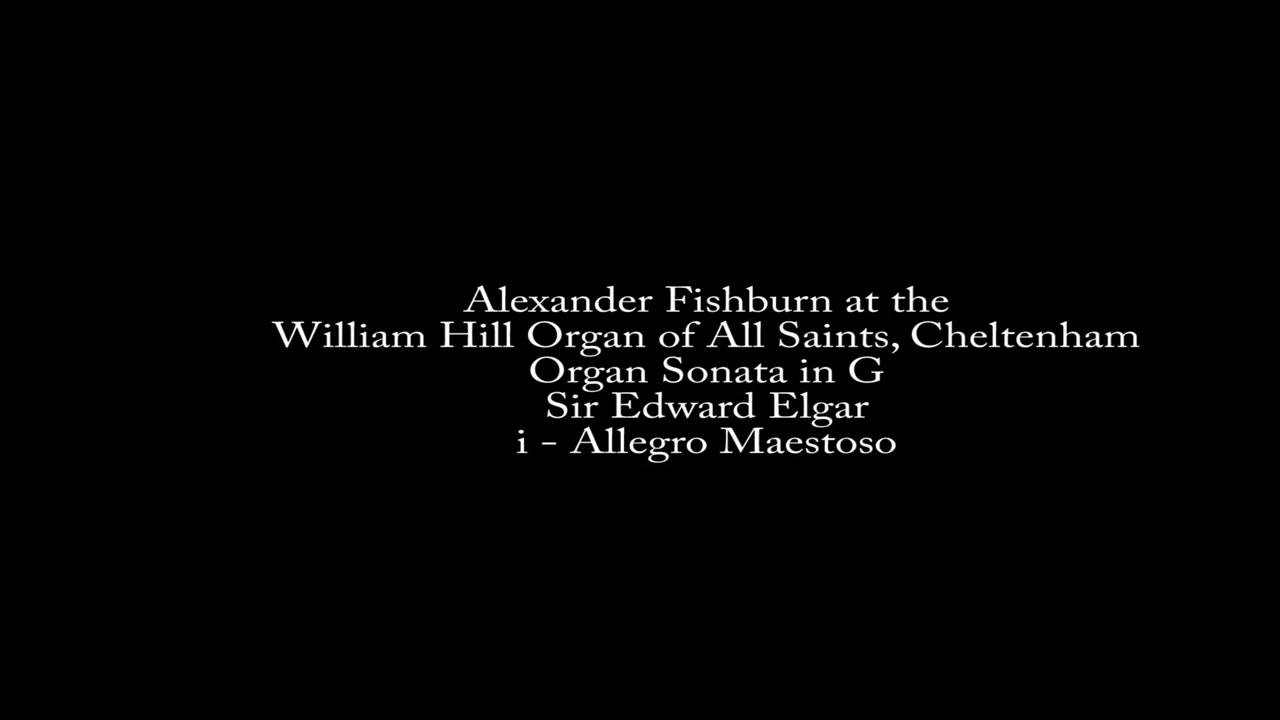 Alexander Fishburn at the
William Hill Organ of All Saints, Cheltenham
Organ Sonata in G
Sir Edward Elgar
i - Allegro Maestoso